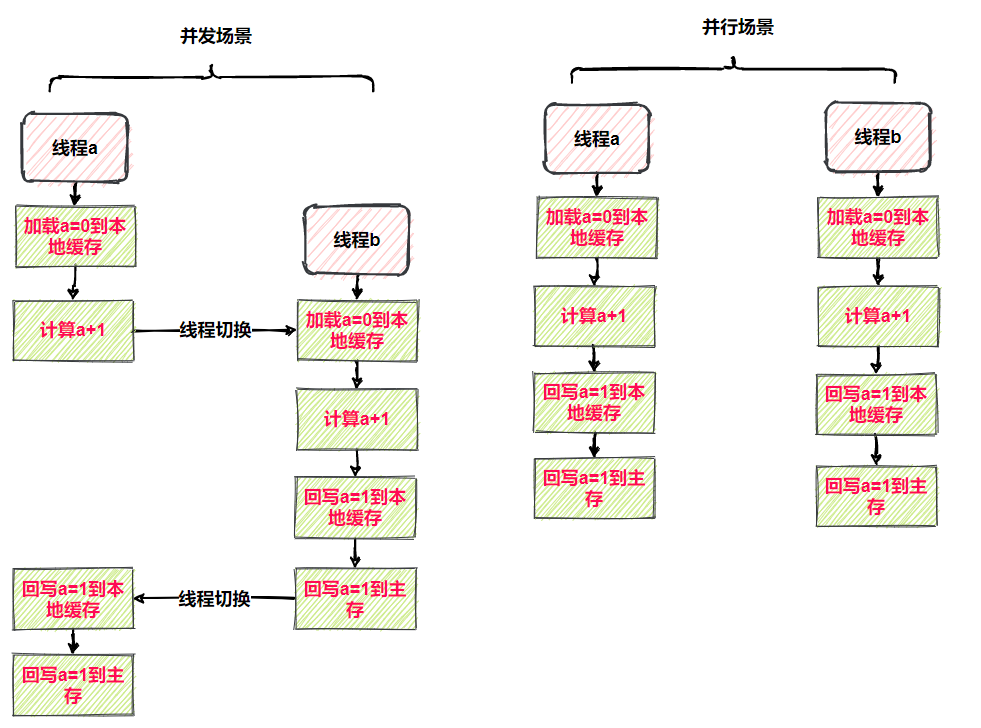 并发场景
线程a
加载a=0到本
地缓存
计算a+1
线程切换
线程b
加载a=0到本
地缓存
计算a+1
回写a=1到本
地缓存
回写a=1到主
存
线程切换
回写a=1到本
地缓存
回写a=1到主
存
并行场景
线程a
加载a=0到本
地缓存
计算a+1
回写a=1到本
地缓存
回写a=1到主
存
线程b
加载a=0到本
地缓存
计算a+1
回写a=1到本
地缓存
回写a=1到主
存